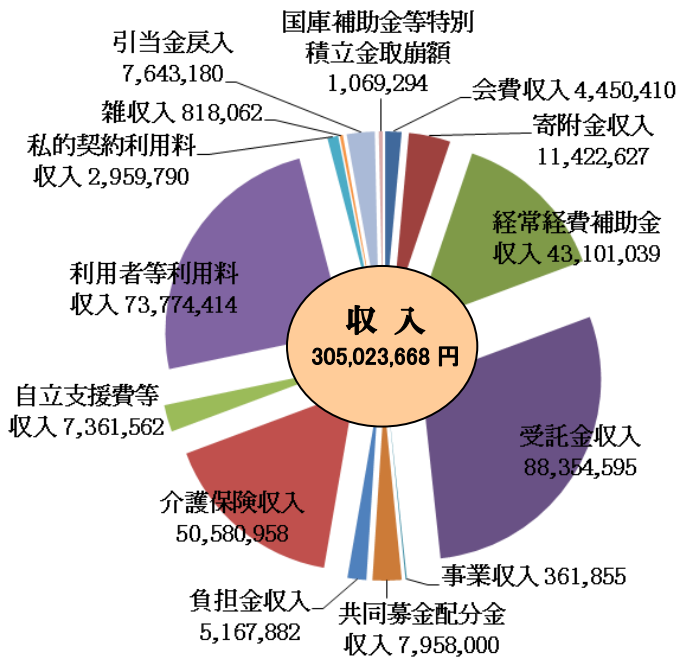 国庫補助金等特別
積立金取崩額
1,069,294
引当金戻入
7,643,180
会費収入 4,450,410
雑収入 818,062
寄附金収入
11,422,627
私的契約利用料
収入 2,959,790
経常経費補助金
収入 43,101,039
利用者等利用料
収入 73,774,414
収 入
305,023,668 円
自立支援費等
収入 7,361,562
受託金収入
88,354,595
介護保険収入
50,580,958
事業収入 361,855
負担金収入
5,167,882
共同募金配分金
収入 7,958,000